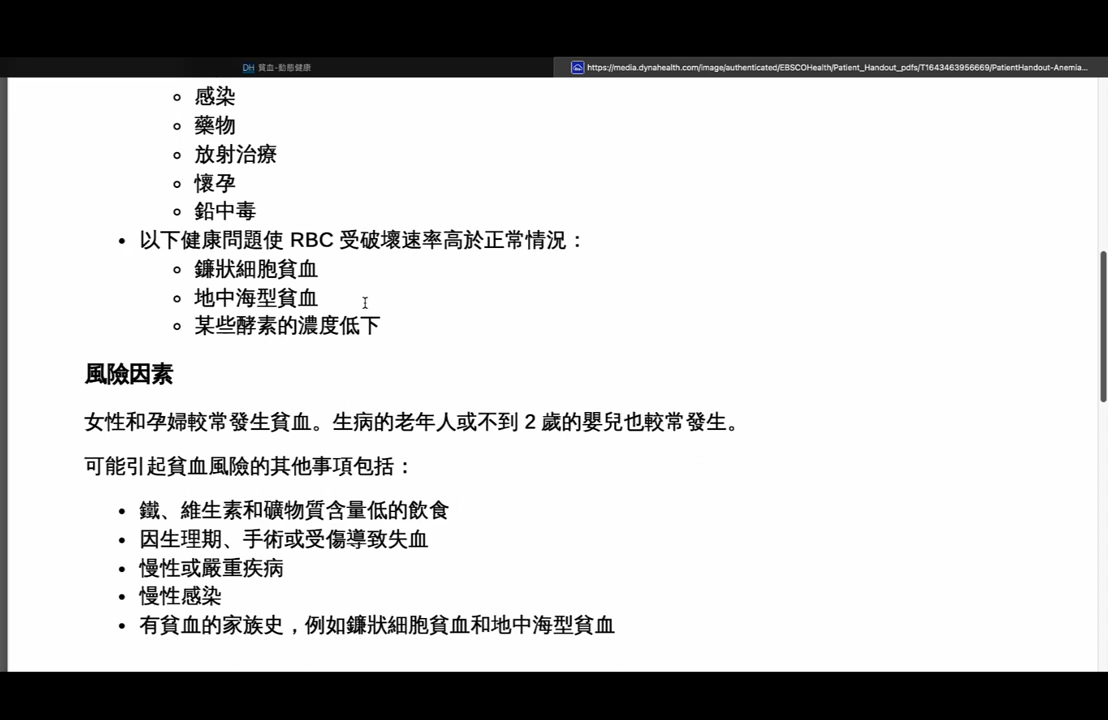 DH 貧血-動態健康
https://media.dynahealth.com/image/authenticated/EBSCOHealth/Patient_Handout_pdfs/T1643463956669/PatientHandout-Anemia...
感染
藥物
放射治療
懷孕
鉛中毒
以下健康問題使 RBC 受破壞速率高於正常情況：
鐮狀細胞貧血
地中海型貧血
某些酵素的濃度低下
風險因素
女性和孕婦較常發生貧血。生病的老年人或不到 2 歲的嬰兒也較常發生。
可能引起貧血風險的其他事項包括：
鐵、維生素和礦物質含量低的飲食
因生理期、手術或受傷導致失血
慢性或嚴重疾病
慢性感染
有貧血的家族史，例如鐮狀細胞貧血和地中海型貧血